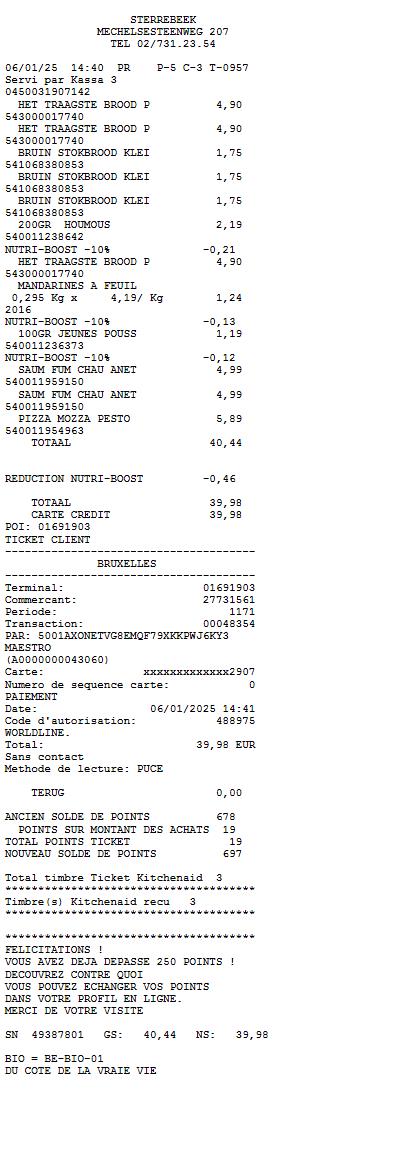 STERREBEEK
MECHELSESTEENWEG 207
TEL 02/731.23.54
06/01/25 14:40 PR P-5 C-3 T-0957
Servi par Kassa 3
0450031907142
HET TRAAGSTE BROOD P 4,90
543000017740
HET TRAAGSTE BROOD P 4,90
543000017740
BRUIN STOKBROOD KLEI 1,75
541068380853
BRUIN STOKBROOD KLEI 1,75
541068380853
BRUIN STOKBROOD KLEI 1,75
541068380853
200GR HOUMOUS 2,19
540011238642
NUTRI-BOOST -10% -0,21
HET TRAAGSTE BROOD P 4,90
543000017740
MANDARINES A FEUIL
0,295 Kg x 4,19/ Kg 1,24
2016
NUTRI-BOOST -10% -0,13
100GR JEUNES POUSS 1,19
540011236373
NUTRI-BOOST -10% -0,12
SAUM FUM CHAU ANET 4,99
540011959150
SAUM FUM CHAU ANET 4,99
540011959150
PIZZA MOZZA PESTO 5,89
540011954963
TOTAAL 40,44
REDUCTION NUTRI-BOOST -0,46
TOTAAL 39,98
CARTE CREDIT 39,98
POI: 01691903
TICKET CLIENT
--------------------------------------
BRUXELLES
--------------------------------------
Terminal: 01691903
Commercant: 27731561
Periode: 1171
Transaction: 00048354
PAR: 5001AXONETVG8EMQF79XKKPWJ6KY3
MAESTRO
(A0000000043060)
Carte: xxxxxxxxxxxxx2907
Numero de sequence carte: 0
PAIEMENT
Date: 06/01/2025 14:41
Code d'autorisation: 488975
WORLDLINE.
Total: 39,98 EUR
Sans contact
Methode de lecture: PUCE
TERUG 0,00
ANCIEN SOLDE DE POINTS 678
POINTS SUR MONTANT DES ACHATS 19
TOTAL POINTS TICKET 19
NOUVEAU SOLDE DE POINTS 697
Total timbre Ticket Kitchenaid 3
**************************************
Timbre(s) Kitchenaid recu 3
**************************************
**************************************
FELICITATIONS !
VOUS AVEZ DEJA DEPASSE 250 POINTS !
DECOUVREZ CONTRE QUOI
VOUS POUVEZ ECHANGER VOS POINTS
DANS VOTRE PROFIL EN LIGNE.
MERCI DE VOTRE VISITE
SN 49387801 GS: 40,44 NS: 39,98
BIO = BE-BIO-01
DU COTE DE LA VRAIE VIE